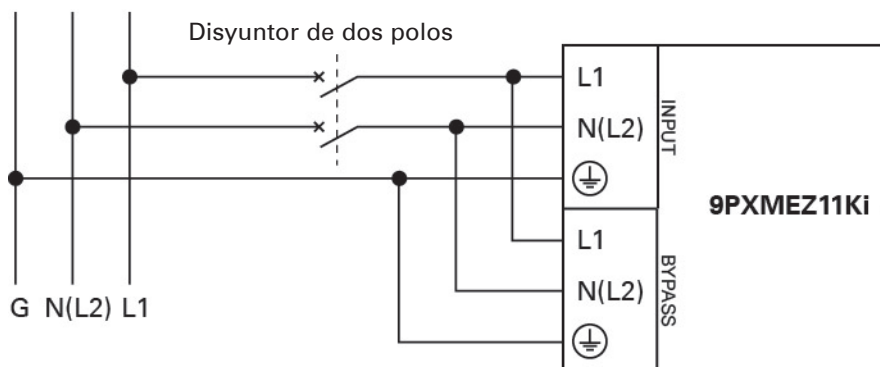 Disyuntor de dos polos
L1
N(L2)
INPUT
9PXMEZ11Ki
L1
N(L2)
BYPASS
G N(L2) L1